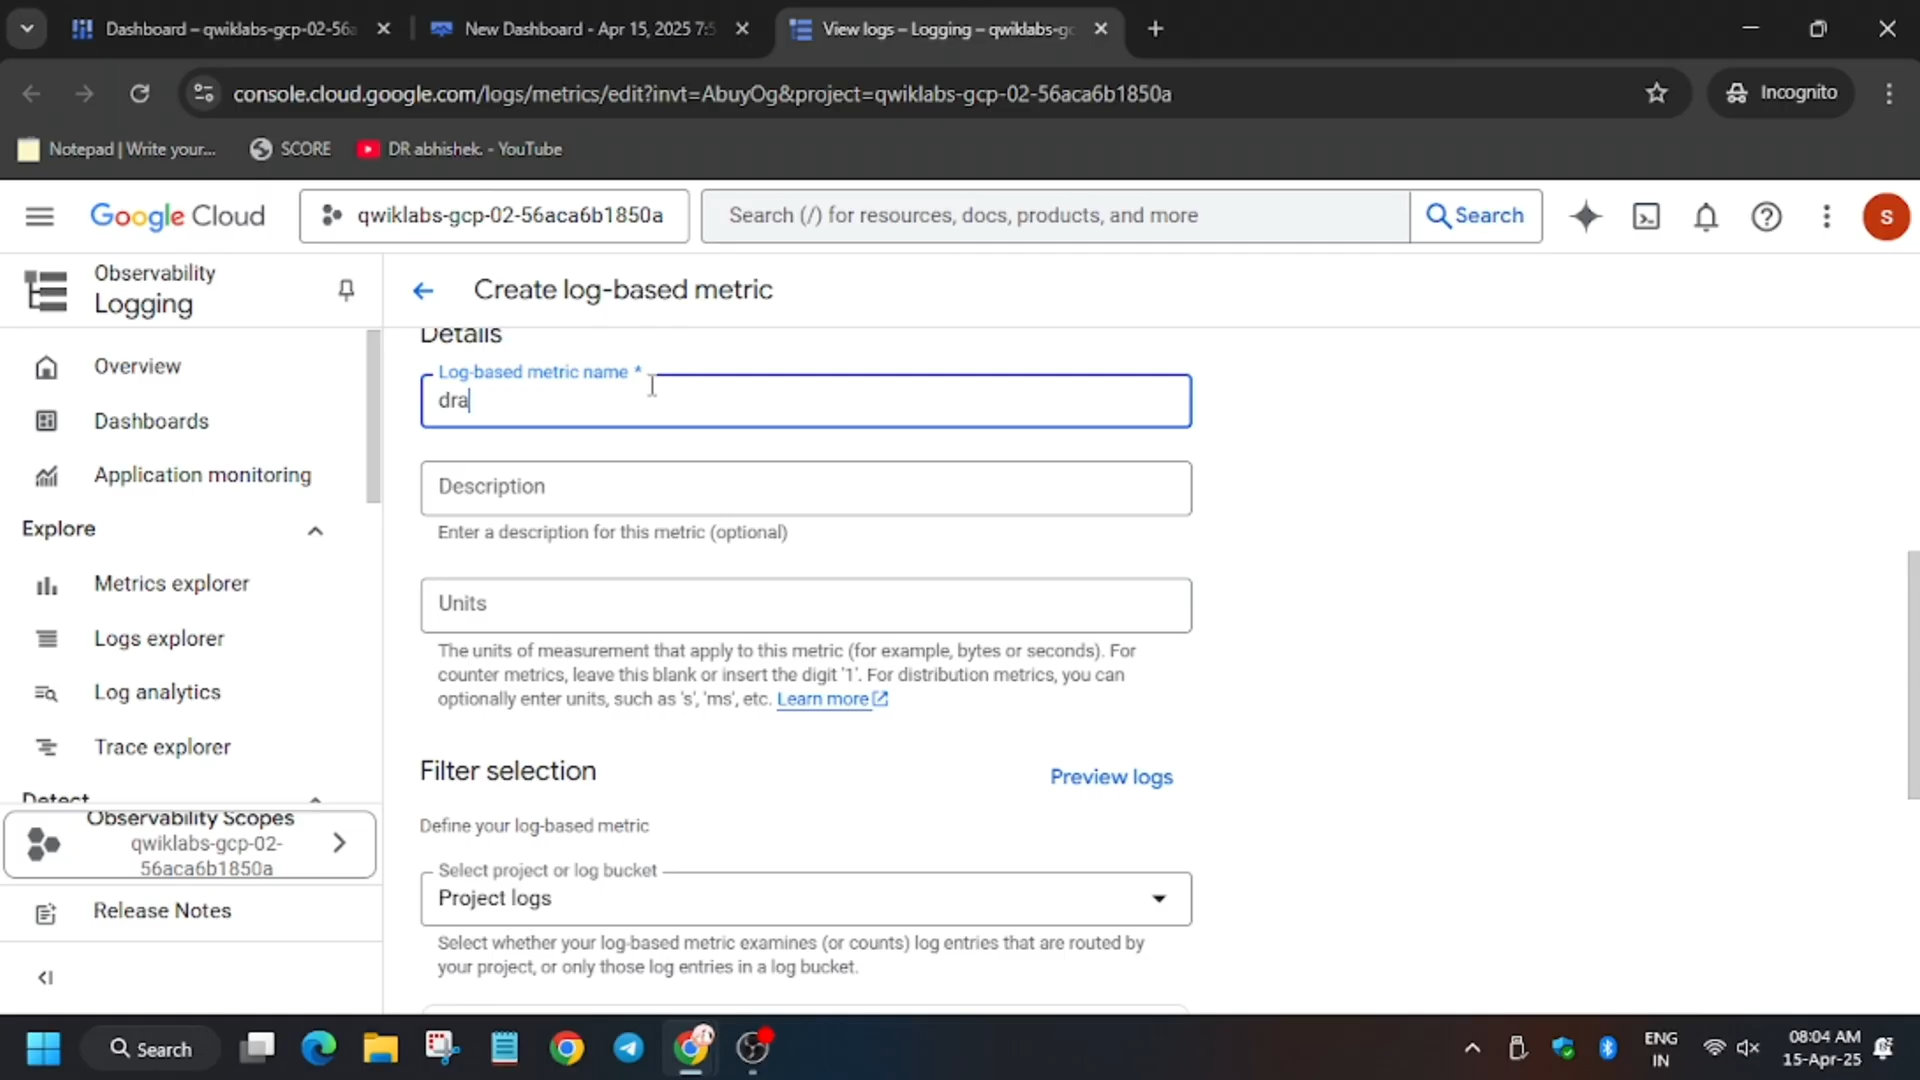 Dashboard – qwiklabs-gcp-02-56a
New Dashboard - Apr 15, 2025 7:5
View logs – Logging – qwiklabs-gc
console.cloud.google.com/logs/metrics/edit?invt=AbuyOg&project=qwiklabs-gcp-02-56aca6b1850a
Incognito
Notepad | Write your...
SCORE
DR abhishek. - YouTube
Google Cloud
qwiklabs-gcp-02-56aca6b1850a
Search (/) for resources, docs, products, and more
Search
S
Observability
Logging
Create log-based metric
Overview
Dashboards
Application monitoring
Explore
Metrics explorer
Logs explorer
Log analytics
Trace explorer
Detect
Observability Scopes
qwiklabs-gcp-02-
56aca6b1850a
Release Notes
Details
Log-based metric name *
dra
Description
Enter a description for this metric (optional)
Units
The units of measurement that apply to this metric (for example, bytes or seconds). For
counter metrics, leave this blank or insert the digit '1'. For distribution metrics, you can
optionally enter units, such as 's', 'ms', etc. Learn more
Filter selection
Preview logs
Define your log-based metric
Select project or log bucket
Project logs
Select whether your log-based metric examines (or counts) log entries that are routed by
your project, or only those log entries in a log bucket.
Search
ENG
IN
08:04 AM
15-Apr-25